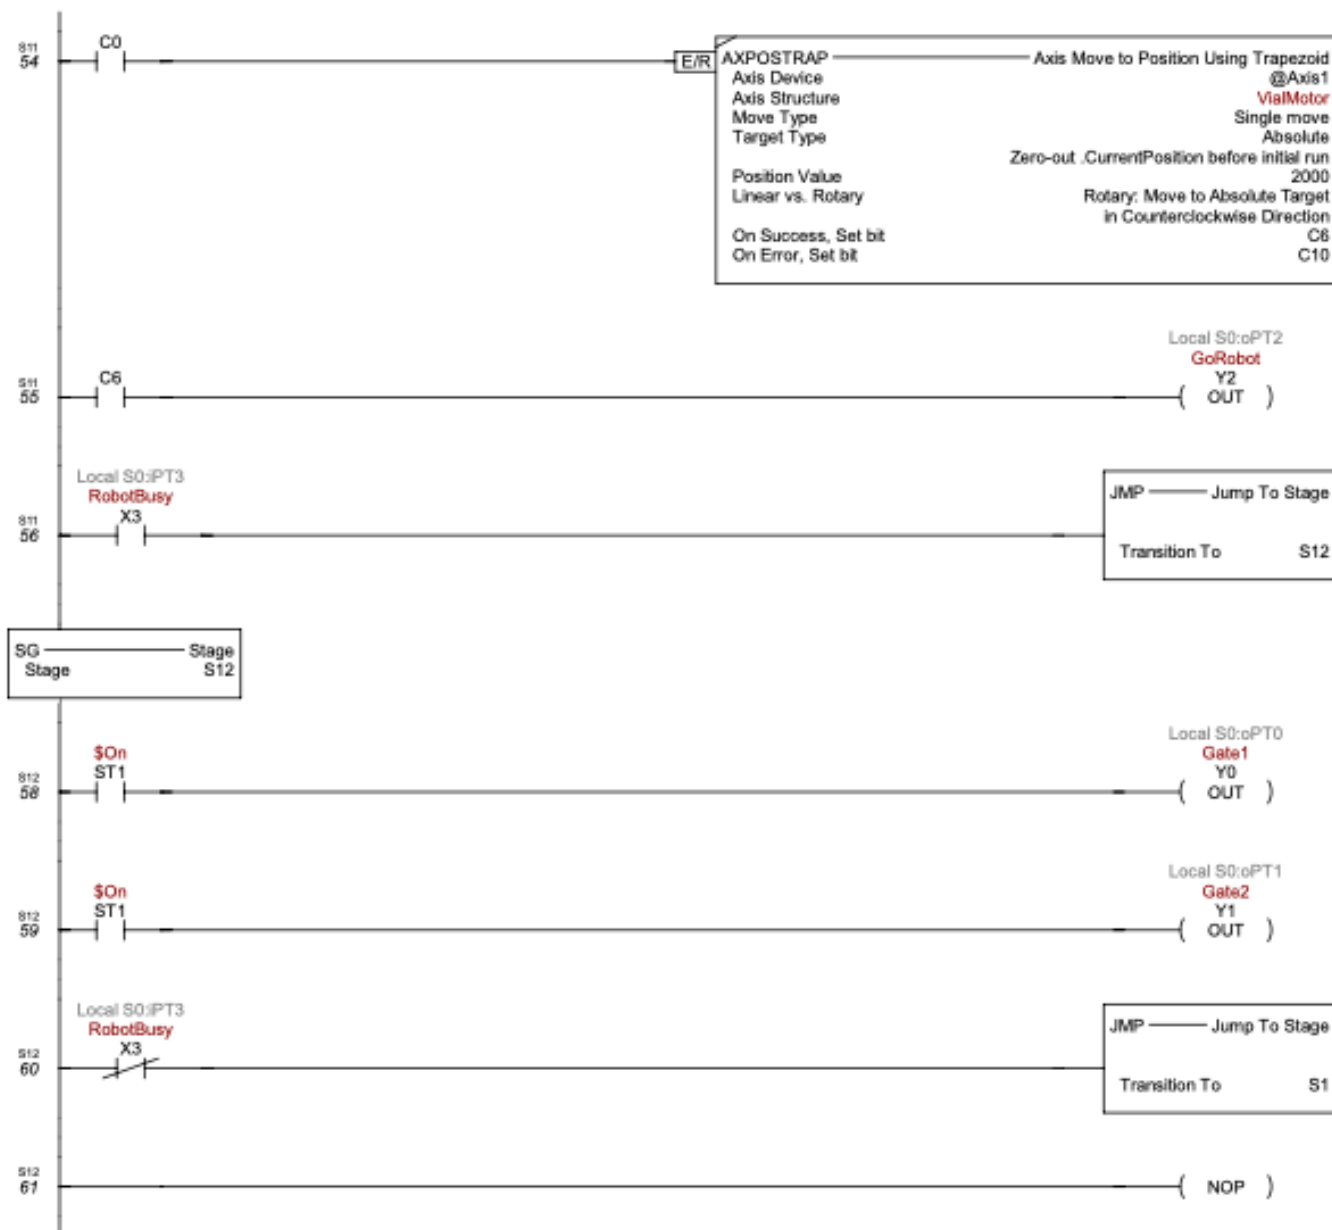 C0
S11
54
E/R
AXPOSTRAP Axis Move to Position Using Trapezoid
Axis Device @Axis1
Axis Structure VialMotor
Move Type Single move
Target Type Absolute
Zero-out .CurrentPosition before initial run
Position Value 2000
Linear vs. Rotary Rotary: Move to Absolute Target
in Counterclockwise Direction
On Success, Set bit C6
On Error, Set bit C10
Local S0:oPT2
GoRobot
C6 Y2
S11
55 ( OUT )
Local S0:iPT3
RobotBusy
X3
S11
56
JMP Jump To Stage
Transition To S12
SG Stage
Stage S12
Local S0:oPT0
$On Gate1
ST1 Y0
S12
58 ( OUT )
Local S0:oPT1
$On Gate2
ST1 Y1
S12
59 ( OUT )
Local S0:iPT3
RobotBusy
X3
S12
60
JMP Jump To Stage
Transition To S1
S12
61 ( NOP )